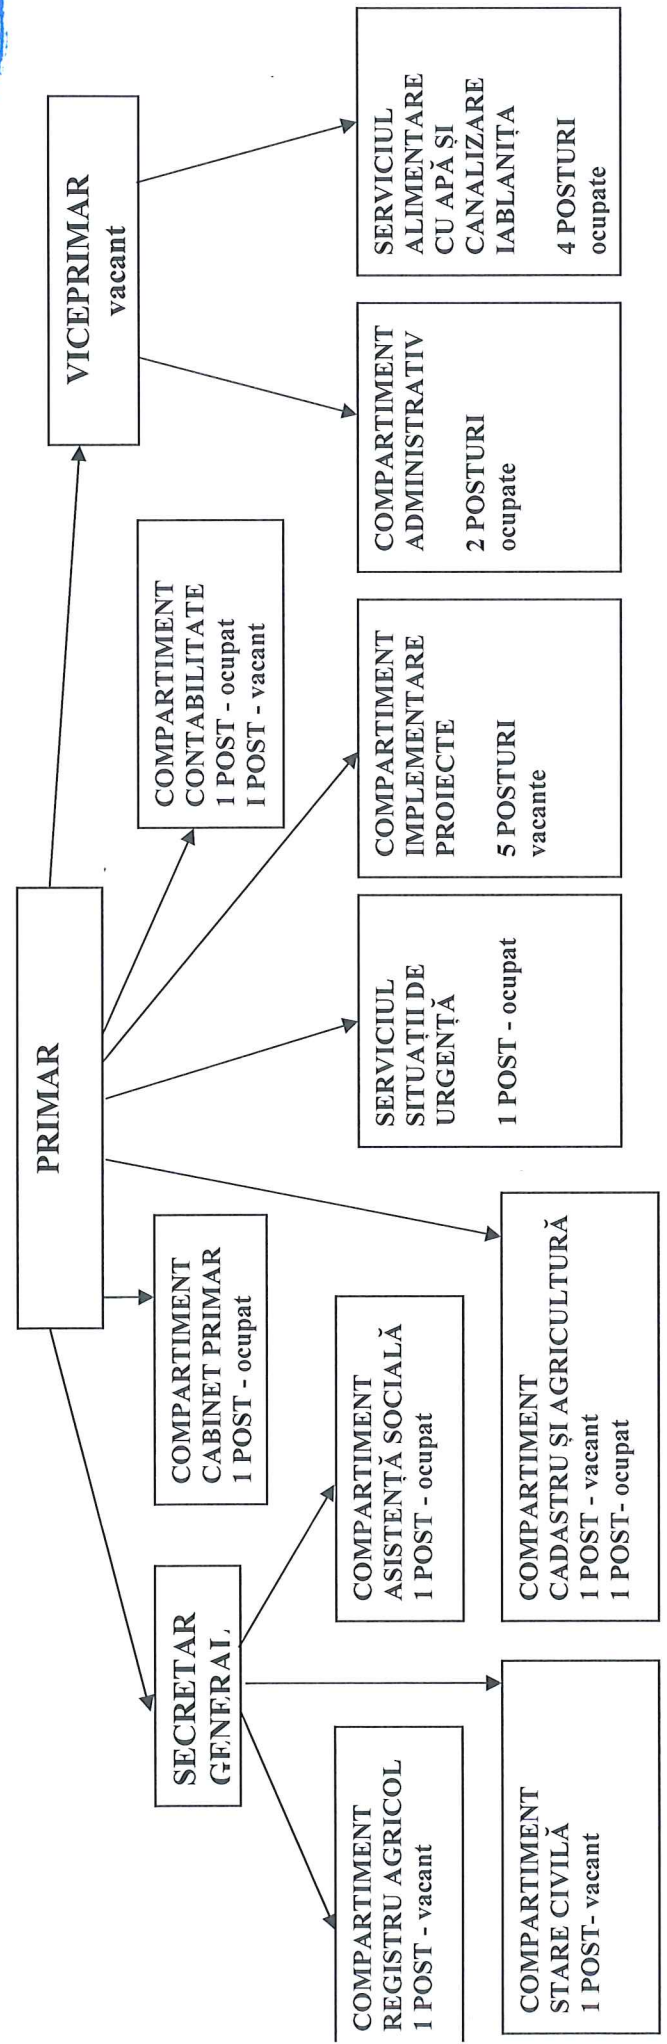 PRIMAR
VICEPRIMAR
vacant
COMPARTIMENT
CABINET PRIMAR
1 POST - ocupat
COMPARTIMENT
CONTABILITATE
1 POST - ocupat
1 POST - vacant
SECRETAR
GENERAL
COMPARTIMENT
REGISTRU AGRICOL
1 POST - vacant
COMPARTIMENT
ASISTENȚĂ SOCIALĂ
1 POST - ocupat
SERVICIUL
SITUAȚII DE
URGENȚĂ
1 POST - ocupat
COMPARTIMENT
IMPLEMENTARE
PROIECTE
5 POSTURI
vacante
COMPARTIMENT
ADMINISTRATIV
2 POSTURI
ocupate
SERVICIUL
ALIMENTARE
CU APĂ ȘI
CANALIZARE
IABLANIȚA
4 POSTURI
ocupate
COMPARTIMENT
STARE CIVILĂ
1 POST- vacant
COMPARTIMENT
CADASTRU ȘI AGRICULTURĂ
1 POST - vacant
1 POST- ocupat